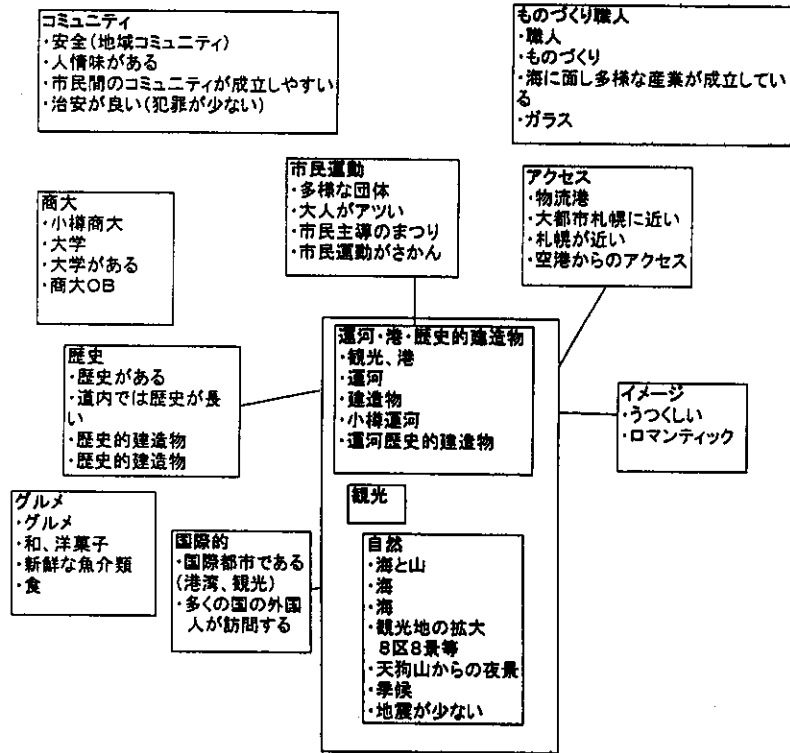 コミュニティ
・安全(地域コミュニティ)
・人情味がある
・市民間のコミュニティが成立しやすい
・治安が良い(犯罪が少ない)
ものづくり職人
・職人
・ものづくり
・海に面し多様な産業が成立してい
る
・ガラス
市民運動
・多様な団体
・大人がアツい
・市民主導のまつり
・市民運動がさかん
アクセス
・物流港
・大都市札幌に近い
・札幌が近い
・空港からのアクセス
商大
・小樽商大
・大学
・大学がある
・商大OB
運河・港・歴史的建造物
・観光、港
・運河
・建造物
・小樽運河
・運河歴史的建造物
歴史
・歴史がある
・道内では歴史が長
い
・歴史的建造物
・歴史的建造物
イメージ
・うつくしい
・ロマンティック
観光
グルメ
・グルメ
・和、洋菓子
・新鮮な魚介類
・食
国際的
・国際都市である
(港湾、観光)
・多くの国の外国
人が訪問する
自然
・海と山
・海
・海
・観光地の拡大
8区8景等
・天狗山からの夜景
・季候
・地震が少ない